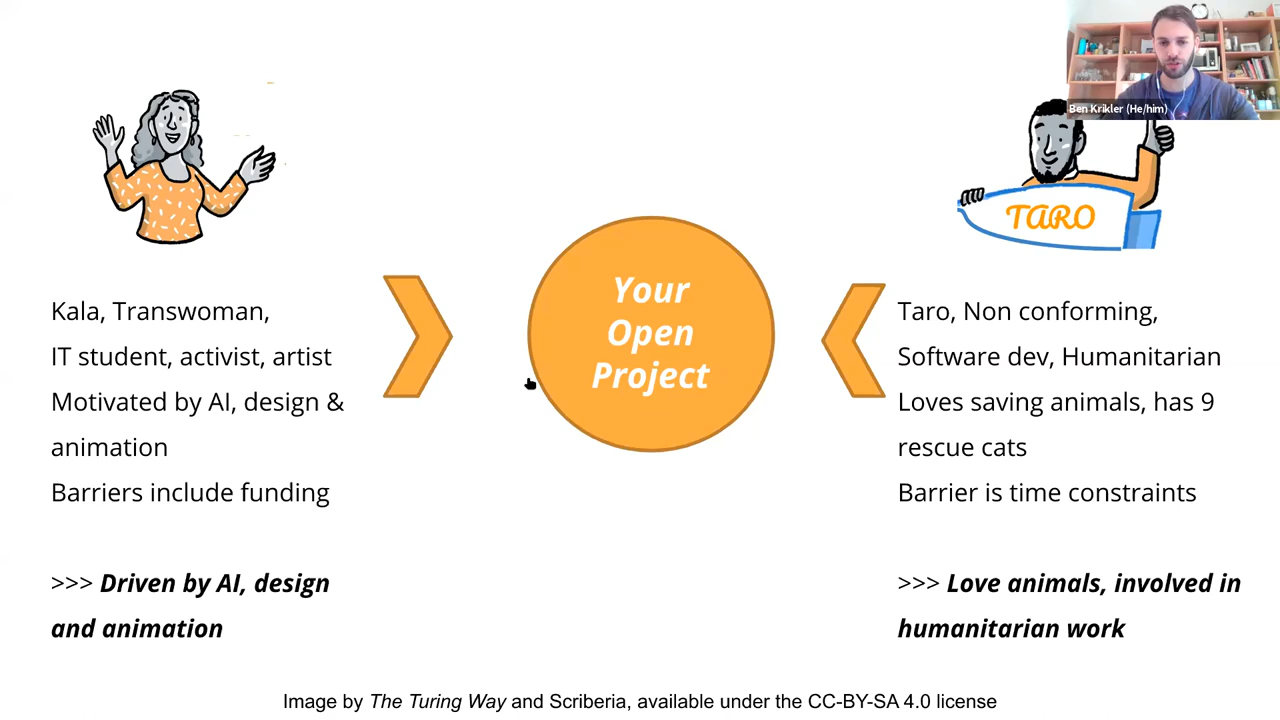 Ben Krikler (He/him)
TARO
Your
Open
Project
Kala, Transwoman,
IT student, activist, artist
Motivated by AI, design &
animation
Barriers include funding
>>> Driven by AI, design
and animation
Taro, Non conforming,
Software dev, Humanitarian
Loves saving animals, has 9
rescue cats
Barrier is time constraints
>>> Love animals, involved in
humanitarian work
Image by The Turing Way and Scriberia, available under the CC-BY-SA 4.0 license